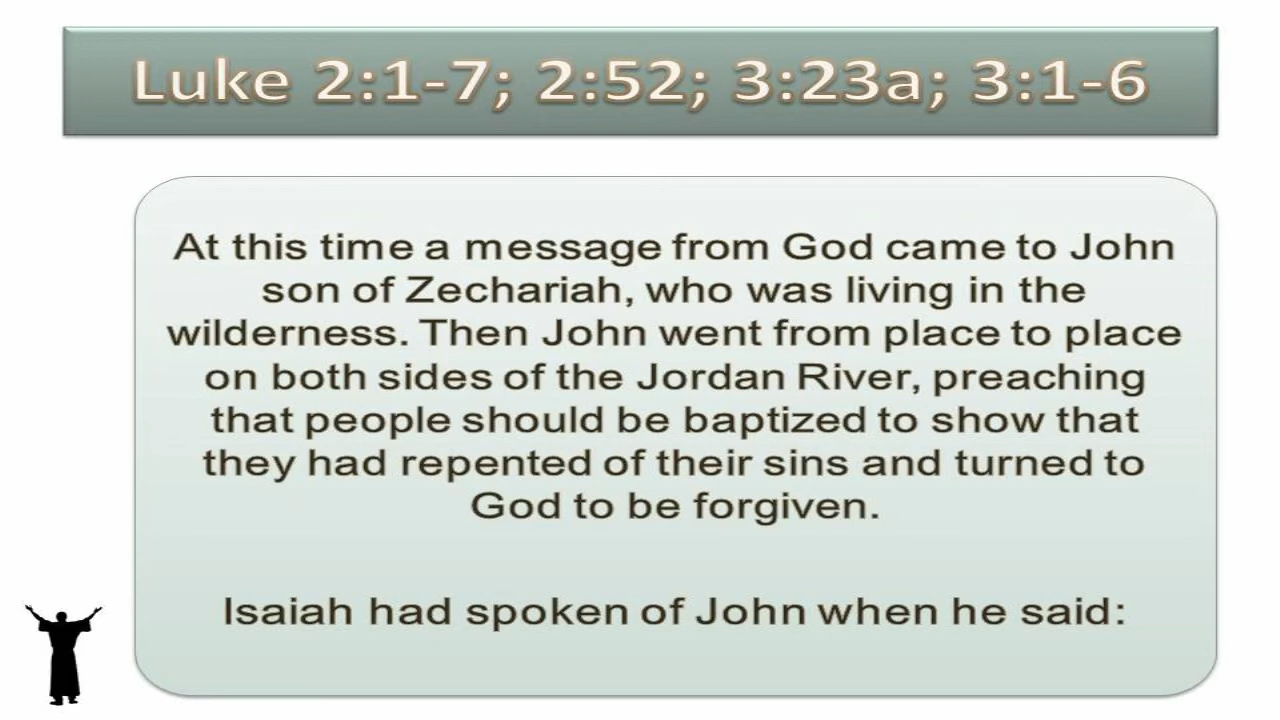 Luke 2:1-7; 2:52; 3:23a; 3:1-6
At this time a message from God came to John
son of Zechariah, who was living in the
wilderness. Then John went from place to place
on both sides of the Jordan River, preaching
that people should be baptized to show that
they had repented of their sins and turned to
God to be forgiven.
Isaiah had spoken of John when he said: